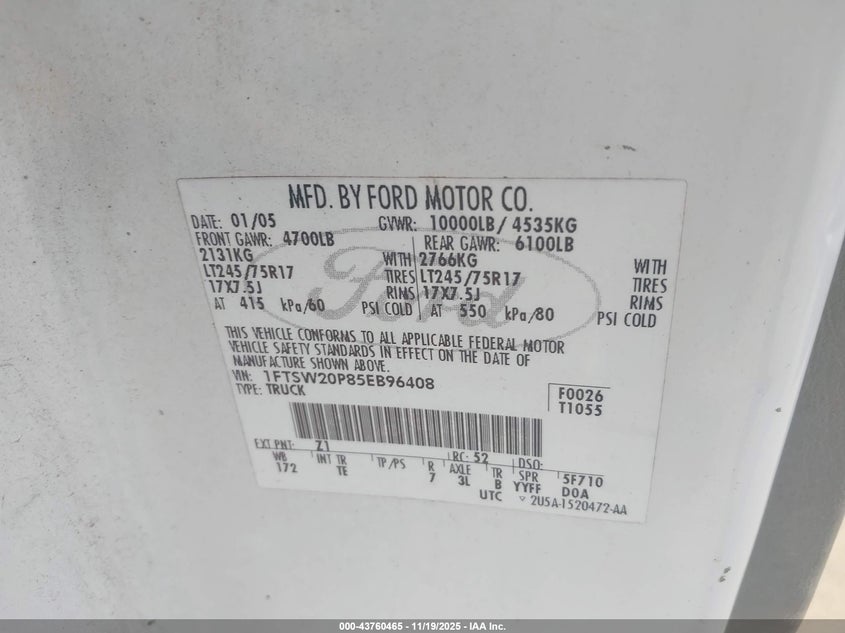 MFD. BY FORD MOTOR CO.
DATE: 01/05 GVWR: 10000LB/ 4535KG
FRONT GAWR: 4700LB REAR GAWR: 6100LB
2131KG WITH 2766KG WITH
LT245/75R17 TIRES LT245/75R17 TIRES
17X7.5J RIMS 17X7.5J RIMS
AT 415 kPa/60 PSI COLD AT 550 kPa/80 PSI COLD
Ford
THIS VEHICLE CONFORMS TO ALL APPLICABLE FEDERAL MOTOR
VEHICLE SAFETY STANDARDS IN EFFECT ON THE DATE OF
MANUFACTURE SHOWN ABOVE.
VIN: 1FTSW20P85EB96408
TYPE: TRUCK
F0026
T1055
EXT PNT: Z1 RC: 52 DSO:
WB INT TR TP/PS R AXLE TR SPR 5F710
172 TE 7 3L B YYFF D0A
UTC ▽ 2U5A-1520472-AA
000-43760465 - 11/19/2025 - IAA Inc.